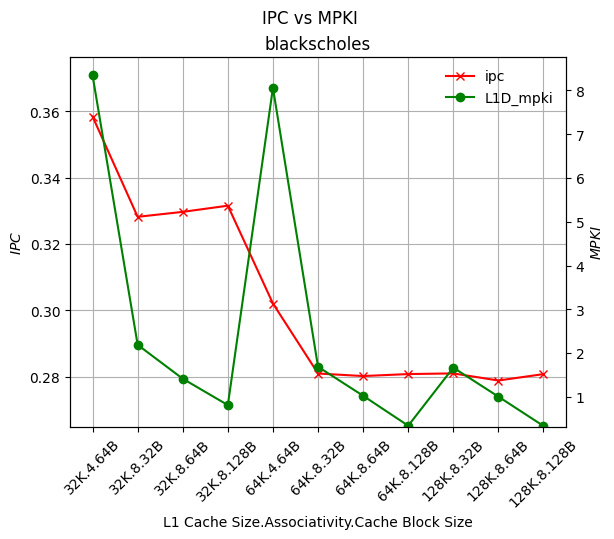 IPC vs MPKI
blackscholes
ipc
L1D_mpki
0.36
0.34
0.32
0.30
0.28
IPC
8
7
6
5
4
3
2
1
MPKI
32K.4.64B
32K.8.32B
32K.8.64B
32K.8.128B
64K.4.64B
64K.8.32B
64K.8.64B
64K.8.128B
128K.8.32B
128K.8.64B
128K.8.128B
L1 Cache Size.Associativity.Cache Block Size